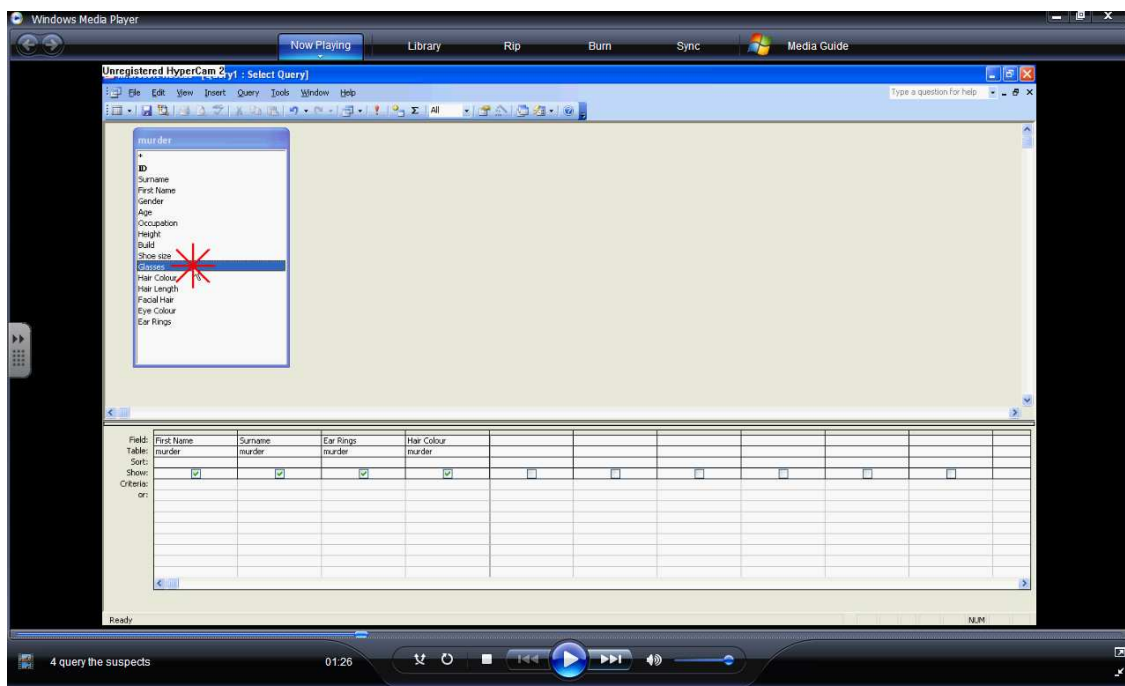 Windows Media Player
Now Playing Library Rip Burn Sync Media Guide
Unregistered HyperCam 2
ry1 : Select Query]
File Edit View Insert Query Tools Window Help
Type a question for help
All
murder
*
ID
Surname
First Name
Gender
Age
Occupation
Height
Build
Shoe size
Glasses
Hair Colour
Hair Length
Facial Hair
Eye Colour
Ear Rings
Field: First Name Surname Ear Rings Hair Colour
Table: murder murder murder murder
Sort:
Show:
Criteria:
or:
Ready NUM
4 query the suspects 01:26